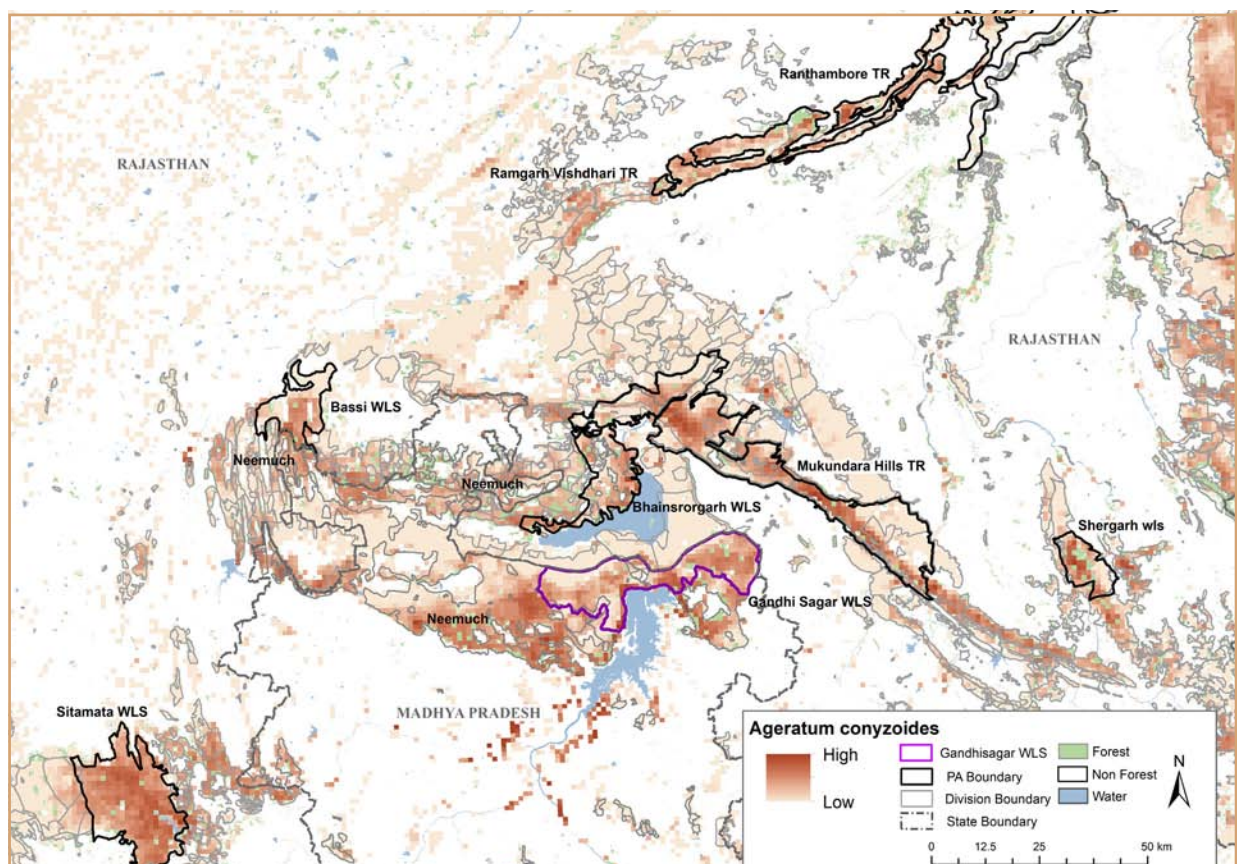 Ranthambore TR
RAJASTHAN
Ramgarh Vishdhari TR
RAJASTHAN
Bassi WLS
Neemuch
Neemuch
Mukundara Hills TR
Bhainsrorgarh WLS
Shergarh wls
Gandhi Sagar WLS
Neemuch
Sitamata WLS
MADHYA PRADESH
Ageratum conyzoides
High
Low
Gandhisagar WLS
PA Boundary
Division Boundary
State Boundary
Forest
Non Forest
Water
N
0 12.5 25 50 km